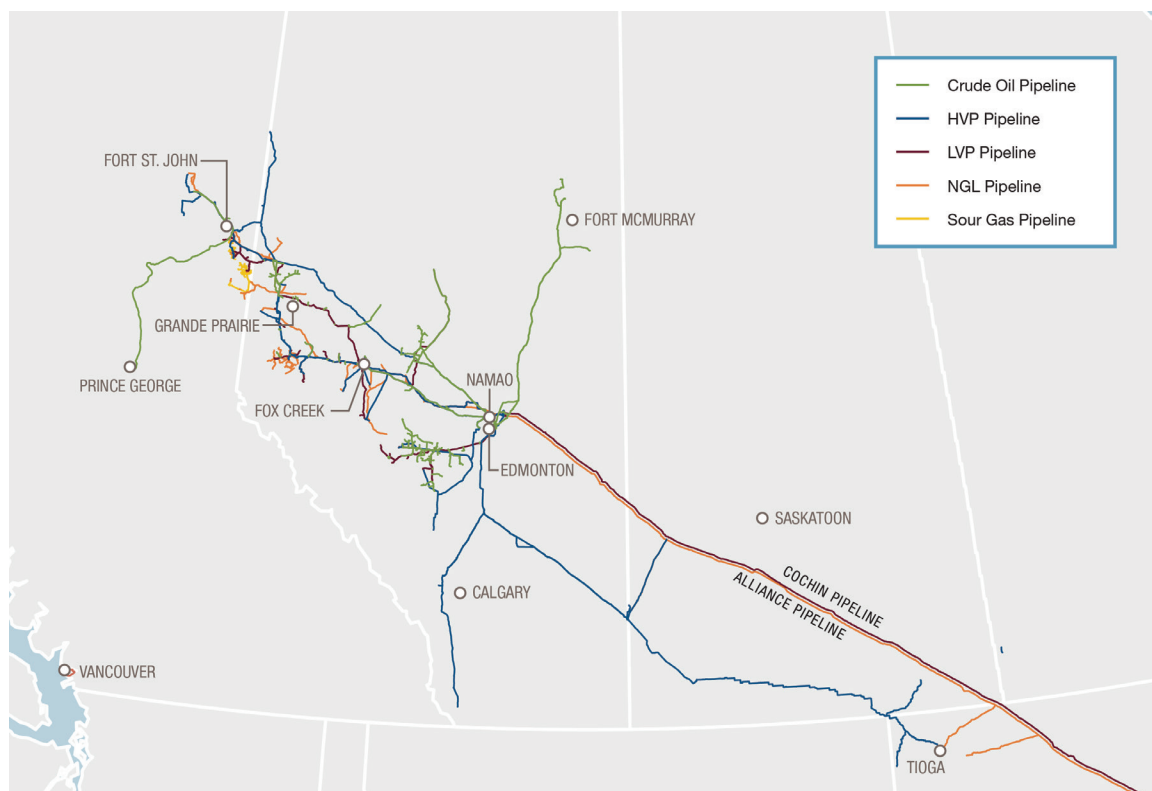 Crude Oil Pipeline
HVP Pipeline
LVP Pipeline
NGL Pipeline
Sour Gas Pipeline
FORT ST. JOHN
FORT MCMURRAY
GRANDE PRAIRIE
PRINCE GEORGE
NAMAO
FOX CREEK
EDMONTON
SASKATOON
COCHIN PIPELINE
ALLIANCE PIPELINE
CALGARY
VANCOUVER
TIOGA